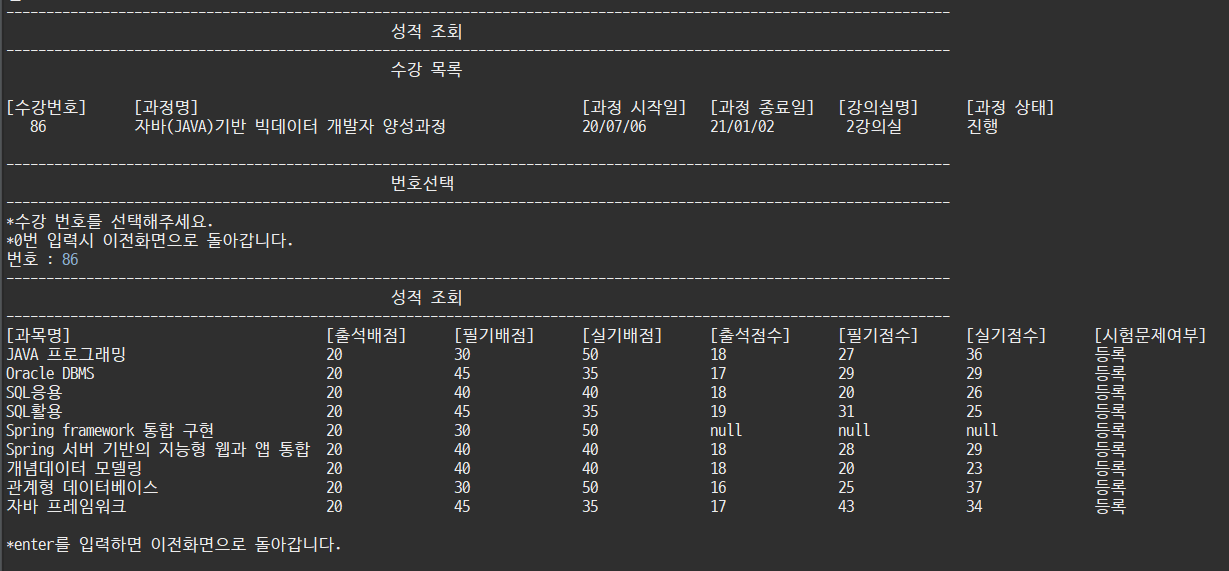 성적 조회
수강 목록
[수강번호] [과정명] [과정 시작일] [과정 종료일] [강의실명] [과정 상태]
86 자바(JAVA)기반 빅데이터 개발자 양성과정 20/07/06 21/01/02 2강의실 진행
번호선택
*수강 번호를 선택해주세요.
*0번 입력시 이전화면으로 돌아갑니다.
번호 : 86
성적 조회
[과목명] [출석배점] [필기배점] [실기배점] [출석점수] [필기점수] [실기점수] [시험문제여부]
JAVA 프로그래밍 20 30 50 18 27 36 등록
Oracle DBMS 20 45 35 17 29 29 등록
SQL응용 20 40 40 18 20 26 등록
SQL활용 20 45 35 19 31 25 등록
Spring framework 통합 구현 20 30 50 null null null 등록
Spring 서버 기반의 지능형 웹과 앱 통합 20 40 40 18 28 29 등록
개념데이터 모델링 20 40 40 18 20 23 등록
관계형 데이터베이스 20 30 50 16 25 37 등록
자바 프레임워크 20 45 35 17 43 34 등록
*enter를 입력하면 이전화면으로 돌아갑니다.